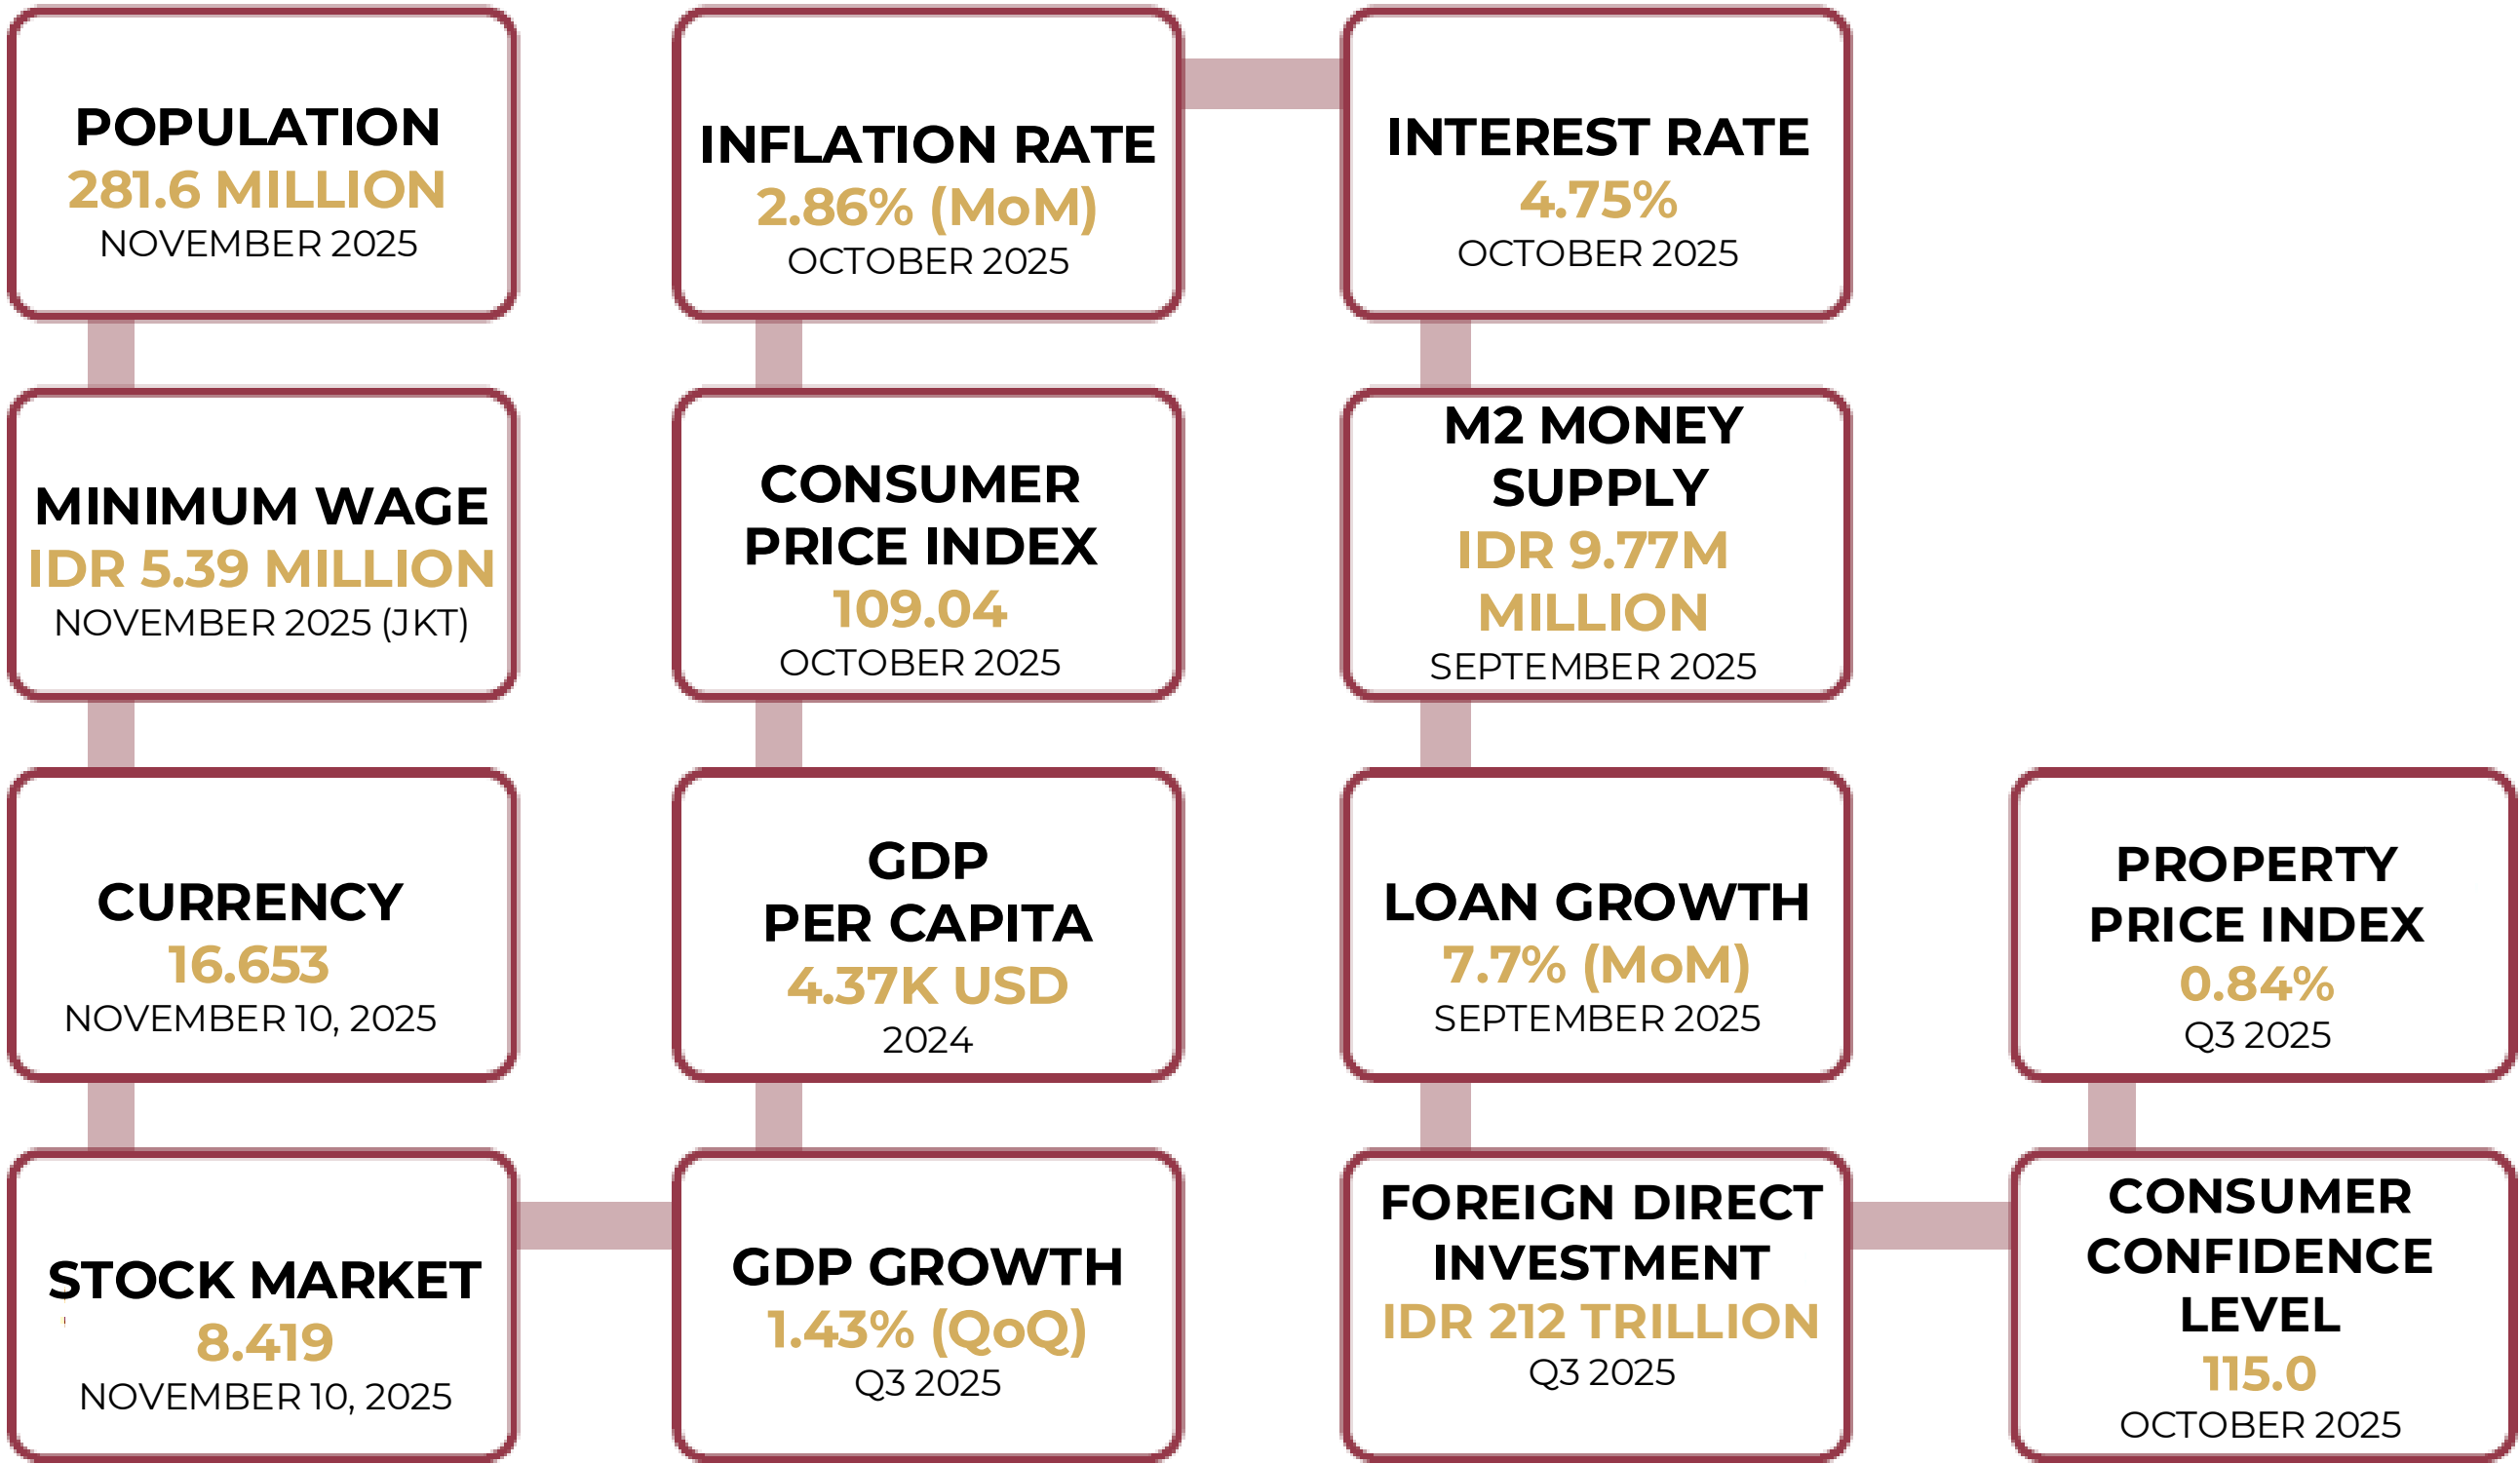 POPULATION
281.6 MILLION
NOVEMBER 2025
MINIMUM WAGE
IDR 5.39 MILLION
NOVEMBER 2025 (JKT)
CURRENCY
16.653
NOVEMBER 10, 2025
STOCK MARKET
8.419
NOVEMBER 10, 2025
INFLATION RATE
2.86% (MoM)
OCTOBER 2025
CONSUMER
PRICE INDEX
109.04
OCTOBER 2025
GDP
PER CAPITA
4.37K USD
2024
GDP GROWTH
1.43% (QoQ)
Q3 2025
INTEREST RATE
4.75%
OCTOBER 2025
M2 MONEY
SUPPLY
IDR 9.77M
MILLION
SEPTEMBER 2025
LOAN GROWTH
7.7% (MoM)
SEPTEMBER 2025
FOREIGN DIRECT
INVESTMENT
IDR 212 TRILLION
Q3 2025
PROPERTY
PRICE INDEX
0.84%
Q3 2025
CONSUMER
CONFIDENCE
LEVEL
115.0
OCTOBER 2025